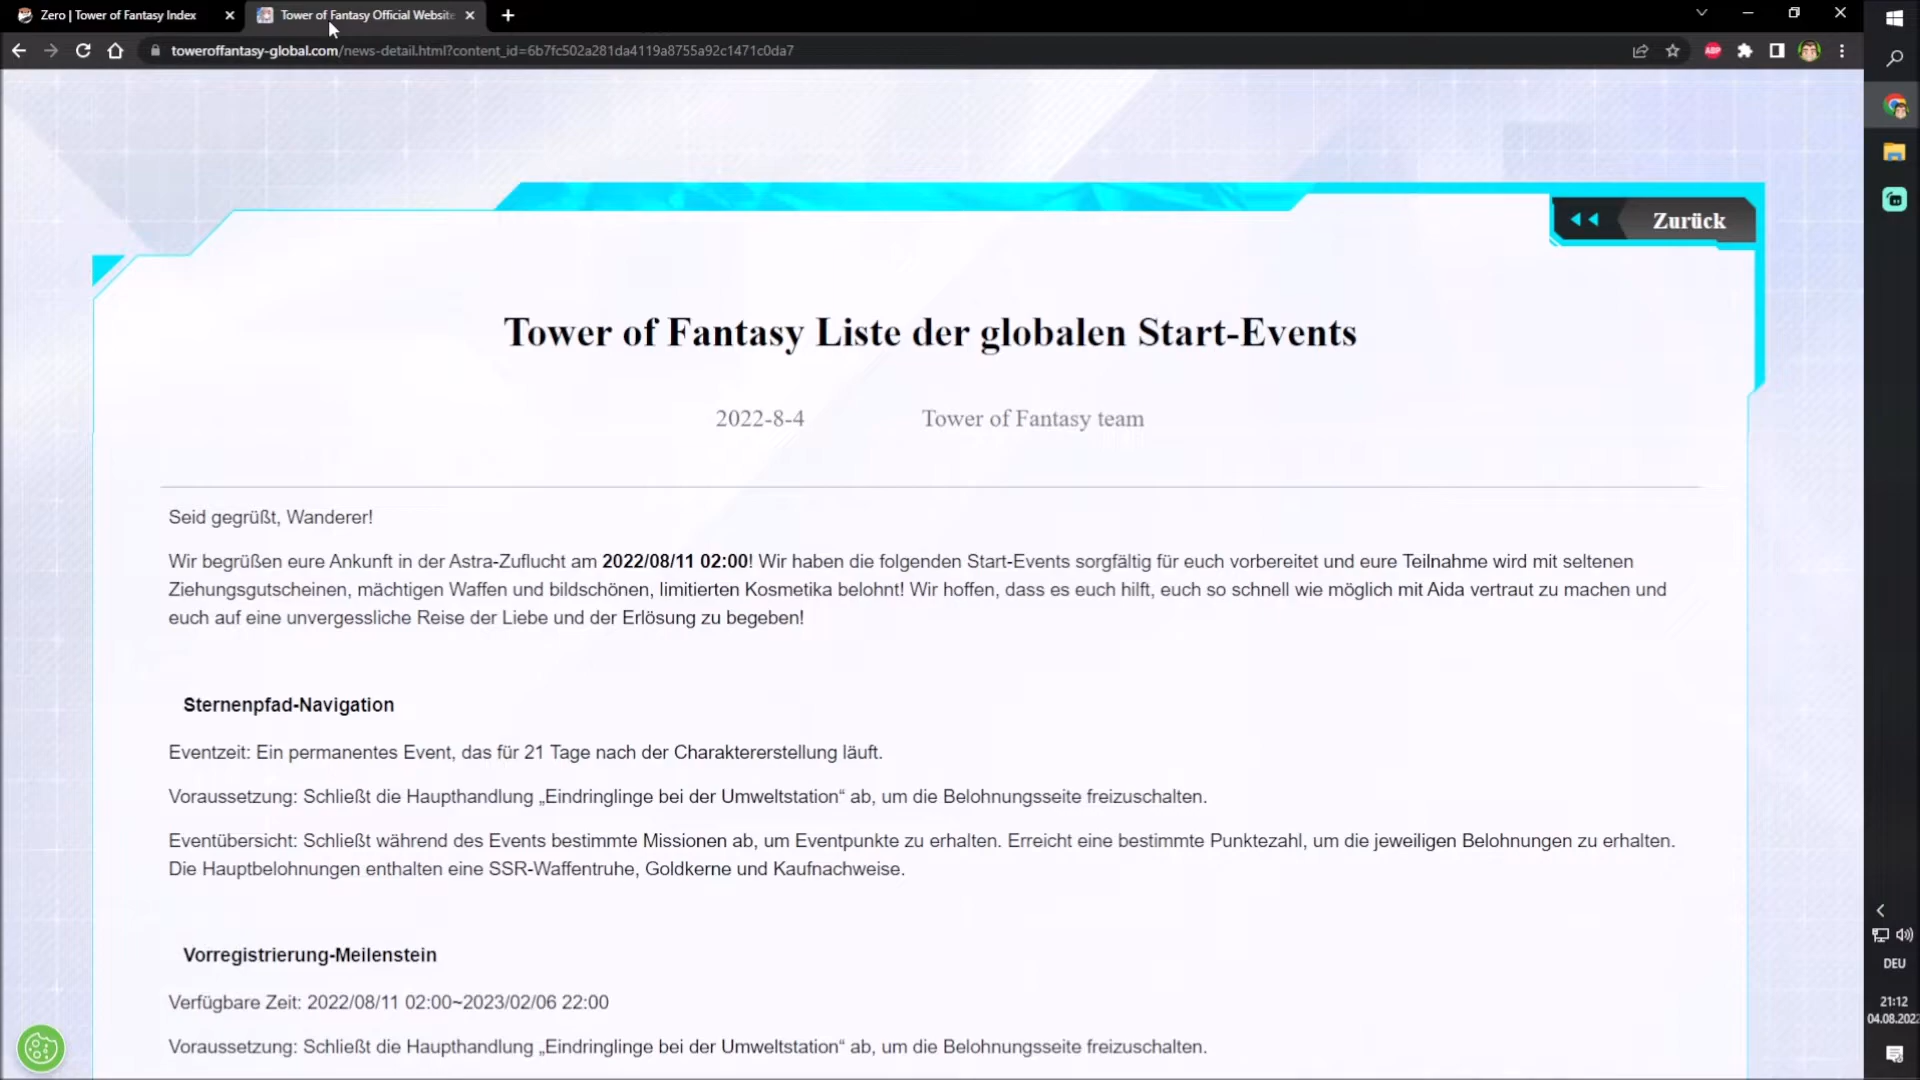 Zero | Tower of Fantasy Index
Tower of Fantasy Official Website
toweroffantasy-global.com/news-detail.html?content_id=6b7fc502a281da4119a8755a92c1471c0da7
ABP
Zurück
Tower of Fantasy Liste der globalen Start-Events
2022-8-4 Tower of Fantasy team
Seid gegrüßt, Wanderer!
Wir begrüßen eure Ankunft in der Astra-Zuflucht am 2022/08/11 02:00! Wir haben die folgenden Start-Events sorgfältig für euch vorbereitet und eure Teilnahme wird mit seltenen
Ziehungsgutscheinen, mächtigen Waffen und bildschönen, limitierten Kosmetika belohnt! Wir hoffen, dass es euch hilft, euch so schnell wie möglich mit Aida vertraut zu machen und
euch auf eine unvergessliche Reise der Liebe und der Erlösung zu begeben!
Sternenpfad-Navigation
Eventzeit: Ein permanentes Event, das für 21 Tage nach der Charaktererstellung läuft.
Voraussetzung: Schließt die Haupthandlung „Eindringlinge bei der Umweltstation“ ab, um die Belohnungsseite freizuschalten.
Eventübersicht: Schließt während des Events bestimmte Missionen ab, um Eventpunkte zu erhalten. Erreicht eine bestimmte Punktezahl, um die jeweiligen Belohnungen zu erhalten.
Die Hauptbelohnungen enthalten eine SSR-Waffentruhe, Goldkerne und Kaufnachweise.
Vorregistrierung-Meilenstein
Verfügbare Zeit: 2022/08/11 02:00~2023/02/06 22:00
Voraussetzung: Schließt die Haupthandlung „Eindringlinge bei der Umweltstation“ ab, um die Belohnungsseite freizuschalten.
DEU
21:12
04.08.2022